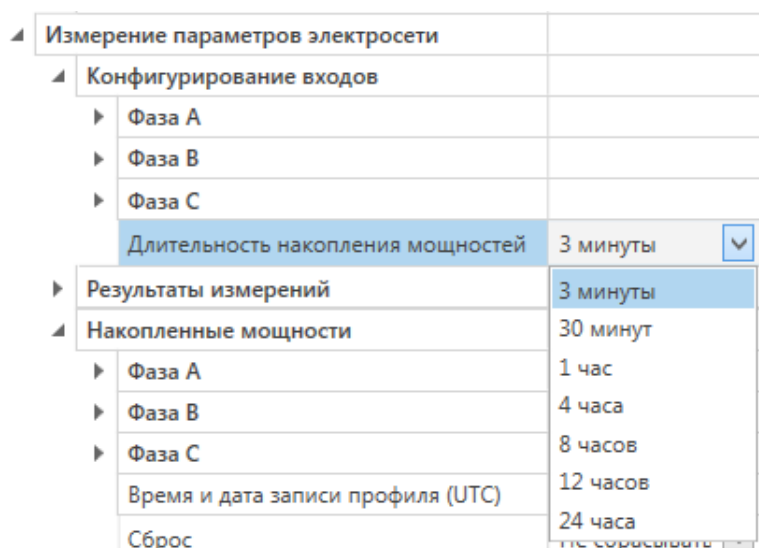 Измерение параметров электросети
Конфигурирование входов
Фаза А
Фаза В
Фаза С
Длительность накопления мощностей 3 минуты
Результаты измерений 3 минуты
Накопленные мощности 30 минут
Фаза А 1 час
4 часа
Фаза В
Фаза С 8 часов
12 часов
Время и дата записи профиля (UTC)
24 часа
Сброс Не сбрасывать